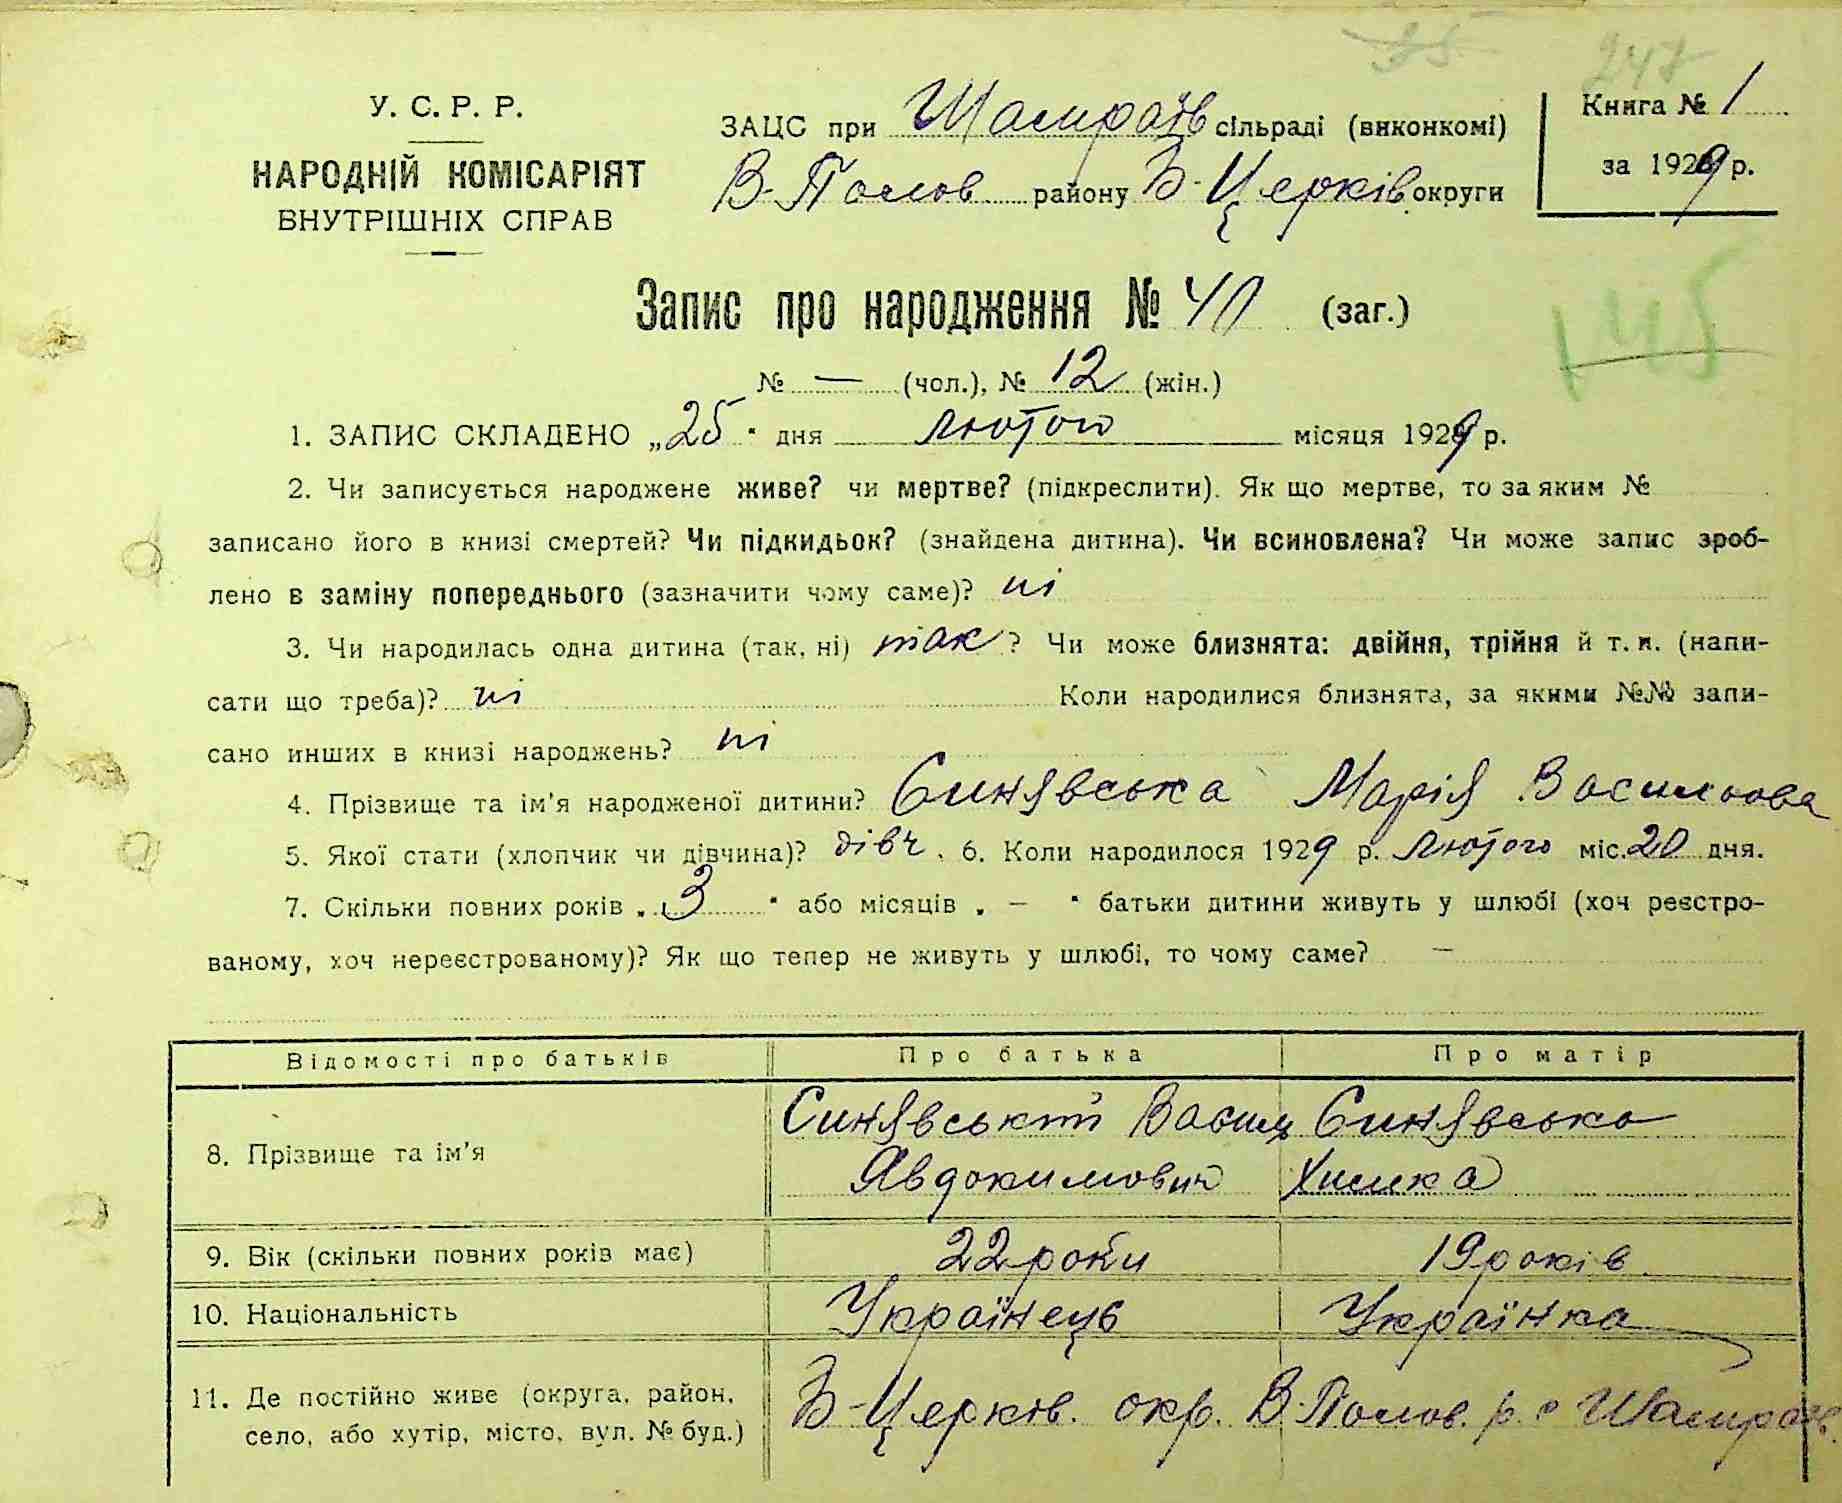 У. С. Р. Р.
НАРОДНІЙ КОМІСАРІЯТ
ВНУТРІШНІХ СПРАВ
247
ЗАЦС при Шамраїв сільраді (виконкомі)
В-Полов району Б-Церків округи
Книга № 1
за 1929 р.
Запис про народження № 40 (заг.)
145
№ — (чол.), № 12 (жін.)
1. ЗАПИС СКЛАДЕНО „25" дня лютого місяця 1929 р.
2. Чи записується народжене живе? чи мертве? (підкреслити). Як що мертве, то за яким №
записано його в книзі смертей? Чи підкидьок? (знайдена дитина). Чи всиновлена? Чи може запис зроб-
лено в заміну попереднього (зазначити чому саме)? ні
3. Чи народилась одна дитина (так, ні) так ? Чи може близнята: двійня, трійня й т. и. (напи-
сати що треба)? ні Коли народилися близнята, за якими №№ запи-
сано инших в книзі народжень? ні
4. Прізвище та ім'я народженої дитини? Синявська Марія Василовва
5. Якої стати (хлопчик чи дівчина)? дівч. 6. Коли народилося 1929 р. лютого міс. 20 дня.
7. Скільки повних років „3" або місяців „ — " батьки дитини живуть у шлюбі (хоч реєстро-
ваному, хоч нереєстрованому)? Як що тепер не живуть у шлюбі, то чому саме? —
Відомості про батьків Про батька Про матір
8. Прізвище та ім'я Синявський Василь Явдокимович Синявська Химка
9. Вік (скільки повних років має) 22 роки 19 років
10. Національність Українець Українка
11. Де постійно живе (округа, район,
село, або хутір, місто, вул. № буд.) Б-Церків. окр. В-Полов. р. с Шамраїв.